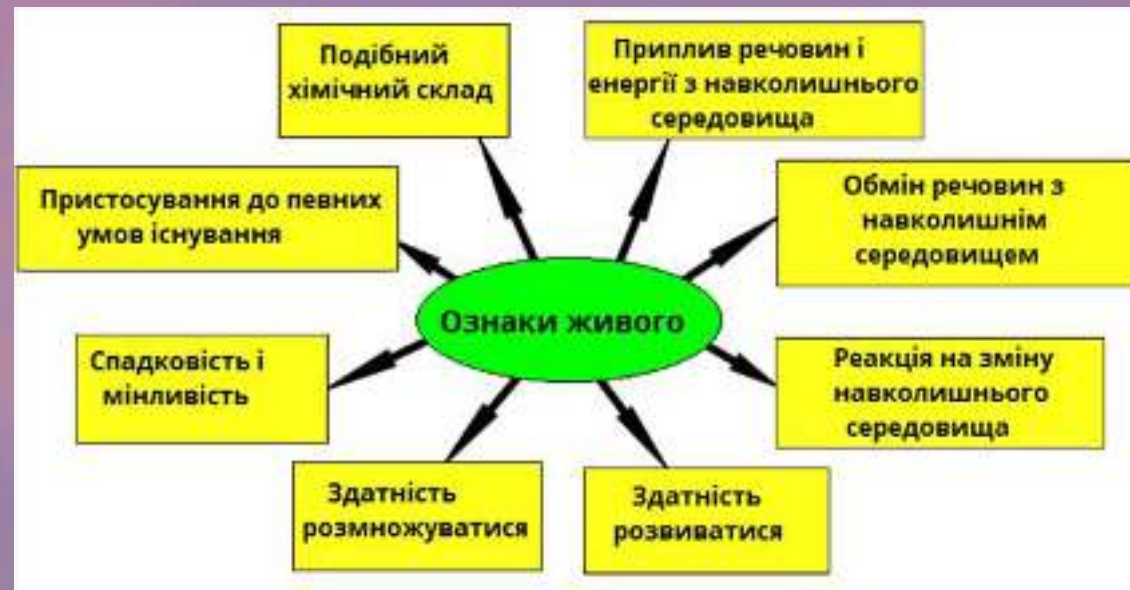 Подібний
хімічний склад
Приплив речовин і
енергії з навколишнього
середовища
Пристосування до певних
умов існування
Обмін речовин з
навколишнім
середовищем
Ознаки живого
Спадковість і
мінливість
Реакція на зміну
навколишнього
середовища
Здатність
розмножуватися
Здатність
розвиватися